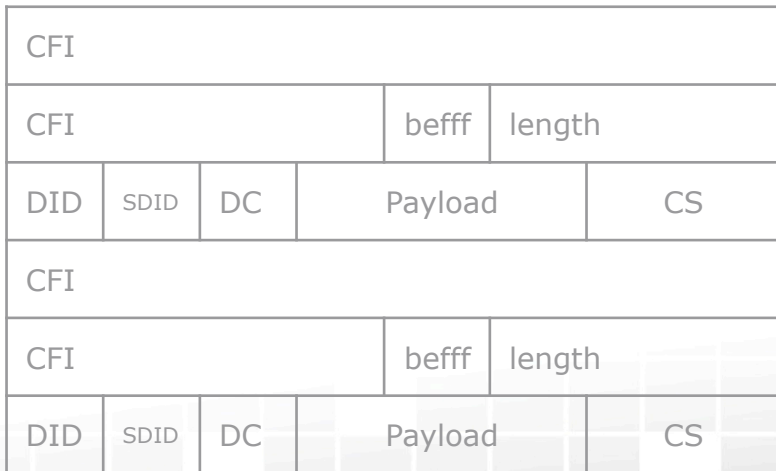 CFI
CFI befff length
DID SDID DC Payload CS
CFI
CFI befff length
DID SDID DC Payload CS